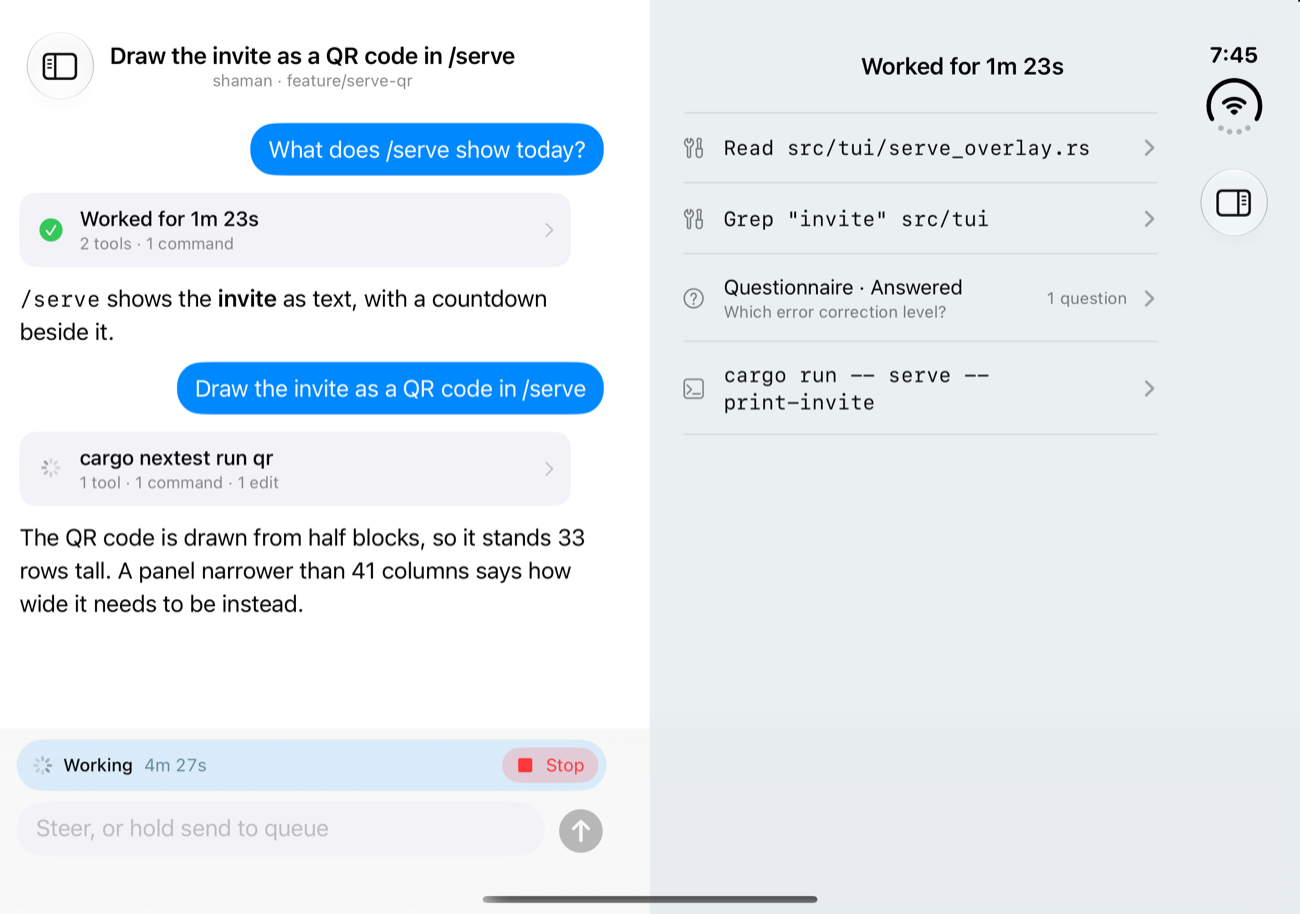 Draw the invite as a QR code in /serve
shaman · feature/serve-qr
What does /serve show today?
Worked for 1m 23s
2 tools · 1 command
/serve shows the invite as text, with a countdown
beside it.
Draw the invite as a QR code in /serve
cargo nextest run qr
1 tool · 1 command · 1 edit
The QR code is drawn from half blocks, so it stands 33
rows tall. A panel narrower than 41 columns says how
wide it needs to be instead.
Working 4m 27s
Stop
Steer, or hold send to queue
Worked for 1m 23s
Read src/tui/serve_overlay.rs
Grep "invite" src/tui
Questionnaire · Answered
Which error correction level?
1 question
cargo run -- serve --
print-invite
7:45